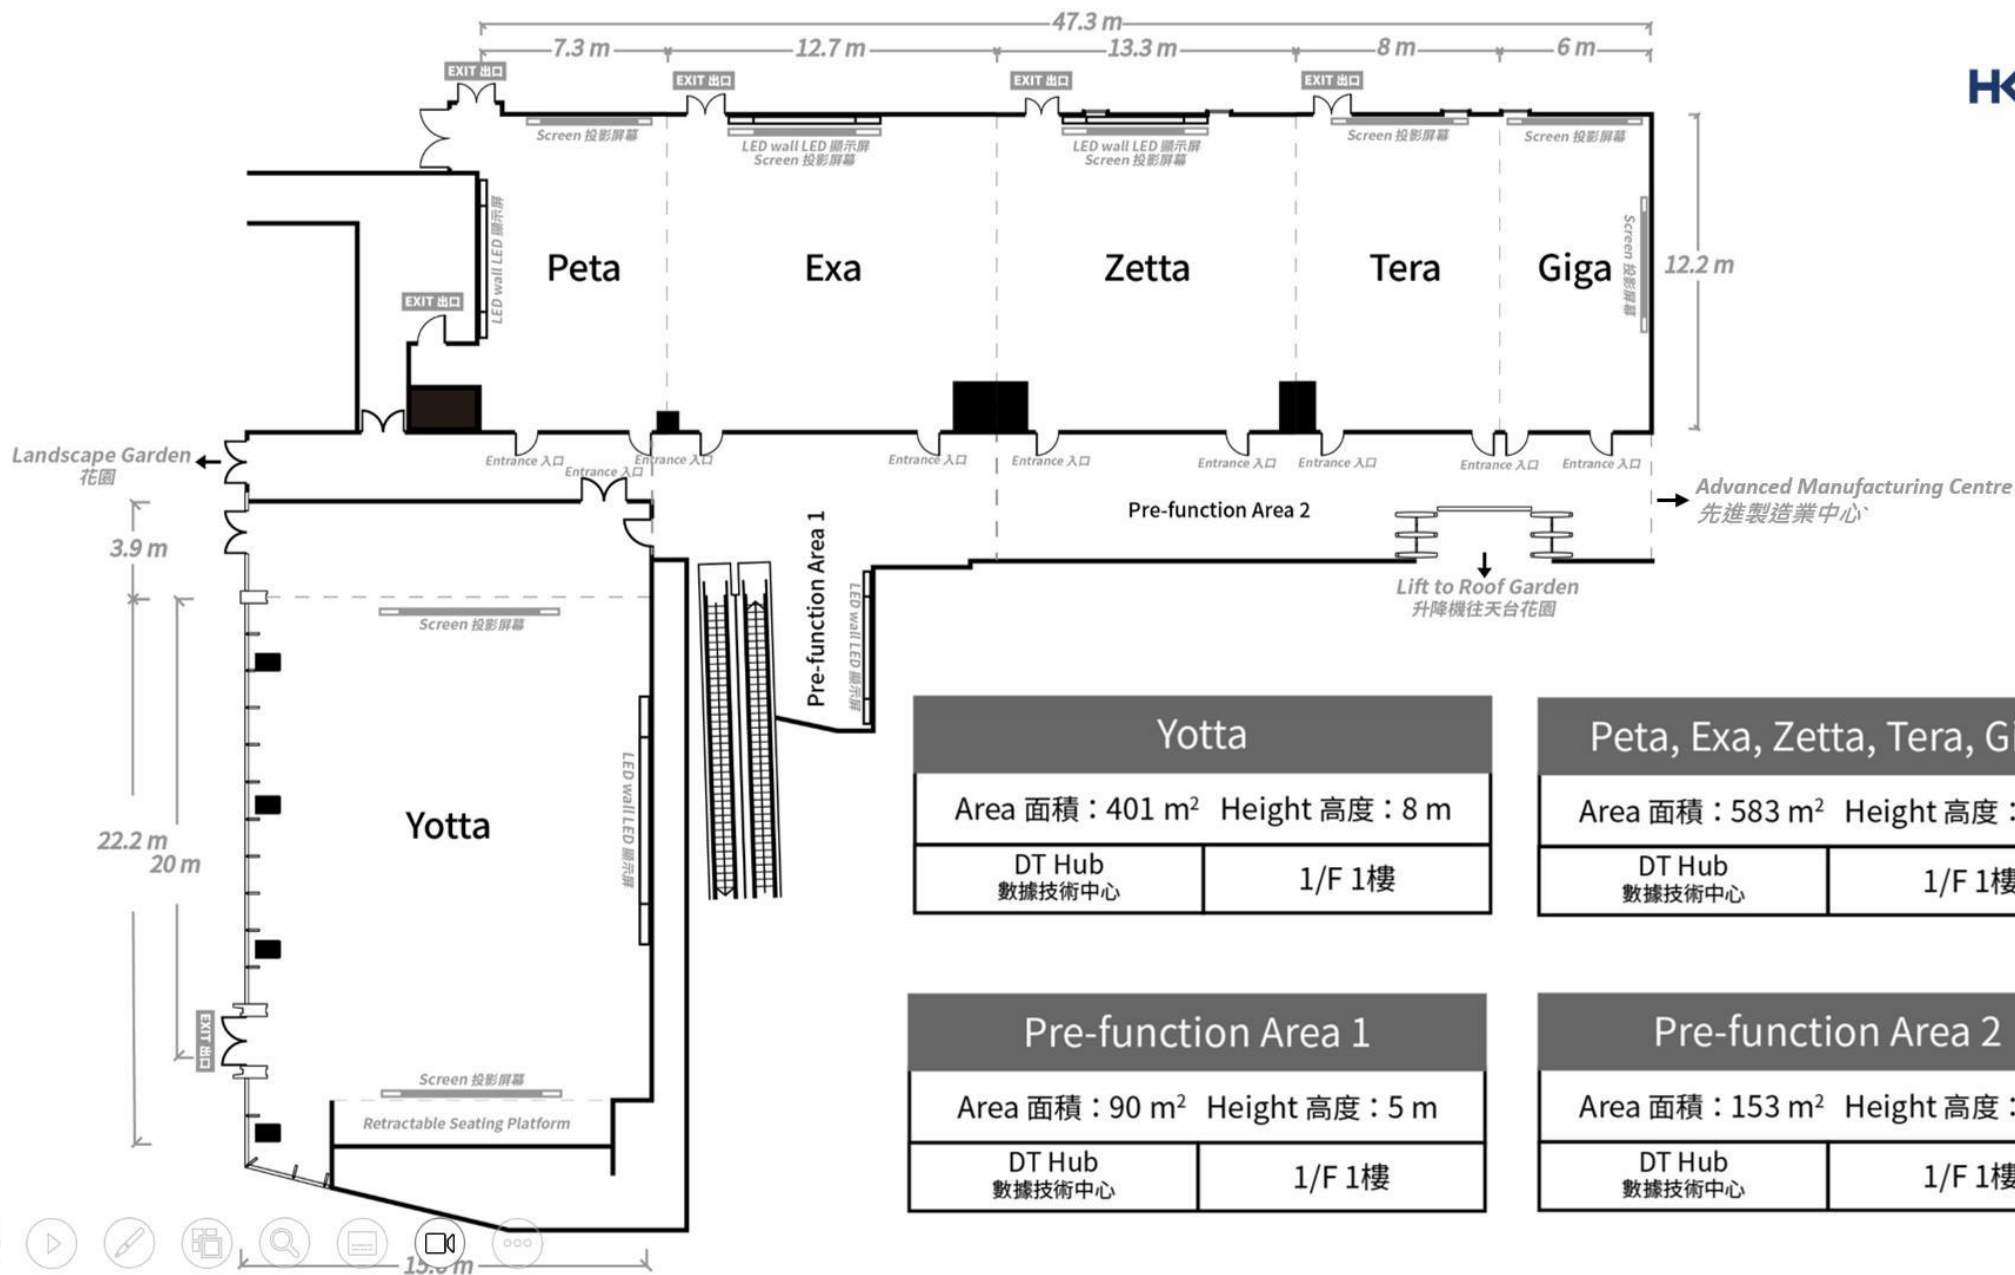 47.3 m
7.3 m
12.7 m
13.3 m
8 m
6 m
EXIT 出口
EXIT 出口
EXIT 出口
EXIT 出口
Screen 投影屏幕
LED wall LED 顯示屏
Screen 投影屏幕
LED wall LED 顯示屏
Screen 投影屏幕
Screen 投影屏幕
Screen 投影屏幕
LED wall LED 顯示屏
Peta
Exa
Zetta
Tera
Giga
Screen 投影屏幕
12.2 m
EXIT 出口
Landscape Garden
花園
Entrance 入口
Entrance 入口
Entrance 入口
Entrance 入口
Entrance 入口
Entrance 入口
Entrance 入口
Entrance 入口
Entrance 入口
Advanced Manufacturing Centre
先進製造業中心`
Pre-function Area 2
Pre-function Area 1
3.9 m
LED wall LED 顯示屏
Lift to Roof Garden
升降機往天台花園
Screen 投影屏幕
22.2 m
20 m
Yotta
LED wall LED 顯示屏
EXIT 出口
Screen 投影屏幕
Retractable Seating Platform
Yotta
Area 面積：401 m² Height 高度：8 m
DT Hub
數據技術中心
1/F 1樓
Peta, Exa, Zetta, Tera,
Area 面積：583 m² Height 高度：
DT Hub
數據技術中心
1/F 1樓
Pre-function Area 1
Area 面積：90 m² Height 高度：5 m
DT Hub
數據技術中心
1/F 1樓
Pre-function Area 2
Area 面積：153 m² Height 高度：
DT Hub
數據技術中心
1/F 1樓